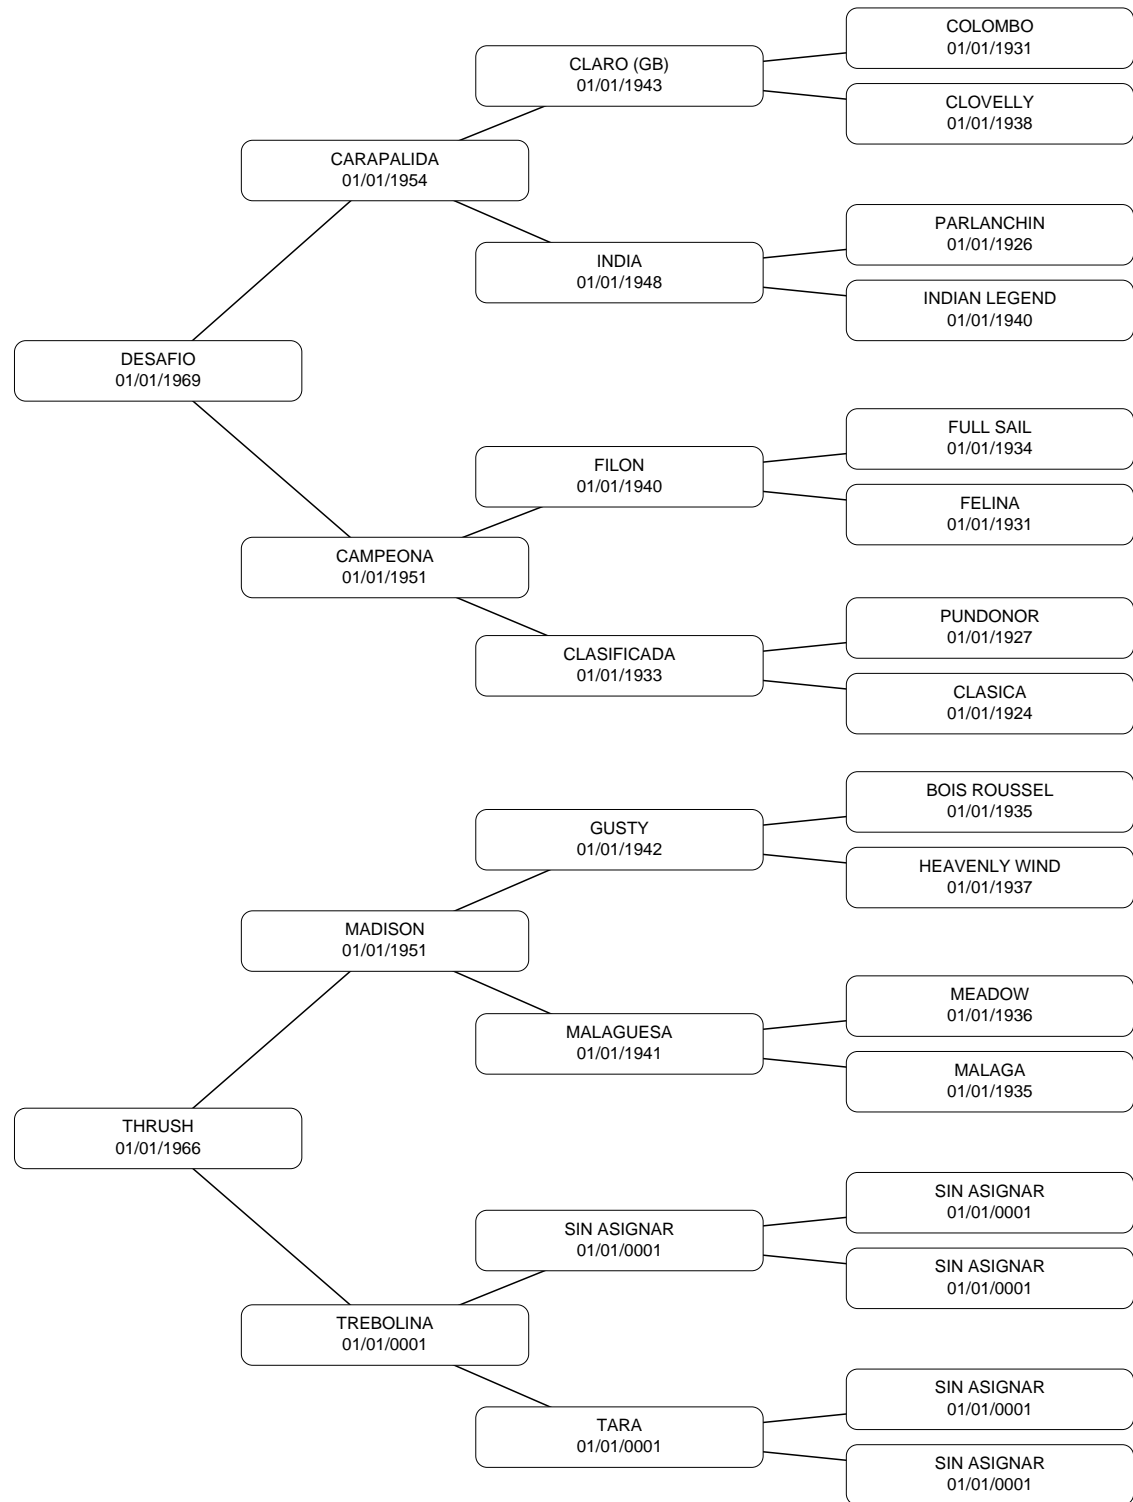 COLOMBO
01/01/1931
CLARO (GB)
01/01/1943
CLOVELLY
01/01/1938
CARAPALIDA
01/01/1954
PARLANCHIN
01/01/1926
INDIA
01/01/1948
INDIAN LEGEND
01/01/1940
DESAFIO
01/01/1969
FULL SAIL
01/01/1934
FILON
01/01/1940
FELINA
01/01/1931
CAMPEONA
01/01/1951
PUNDONOR
01/01/1927
CLASIFICADA
01/01/1933
CLASICA
01/01/1924
BOIS ROUSSEL
01/01/1935
GUSTY
01/01/1942
HEAVENLY WIND
01/01/1937
MADISON
01/01/1951
MEADOW
01/01/1936
MALAGUESA
01/01/1941
MALAGA
01/01/1935
THRUSH
01/01/1966
SIN ASIGNAR
01/01/0001
SIN ASIGNAR
01/01/0001
SIN ASIGNAR
01/01/0001
TREBOLINA
01/01/0001
SIN ASIGNAR
01/01/0001
TARA
01/01/0001
SIN ASIGNAR
01/01/0001